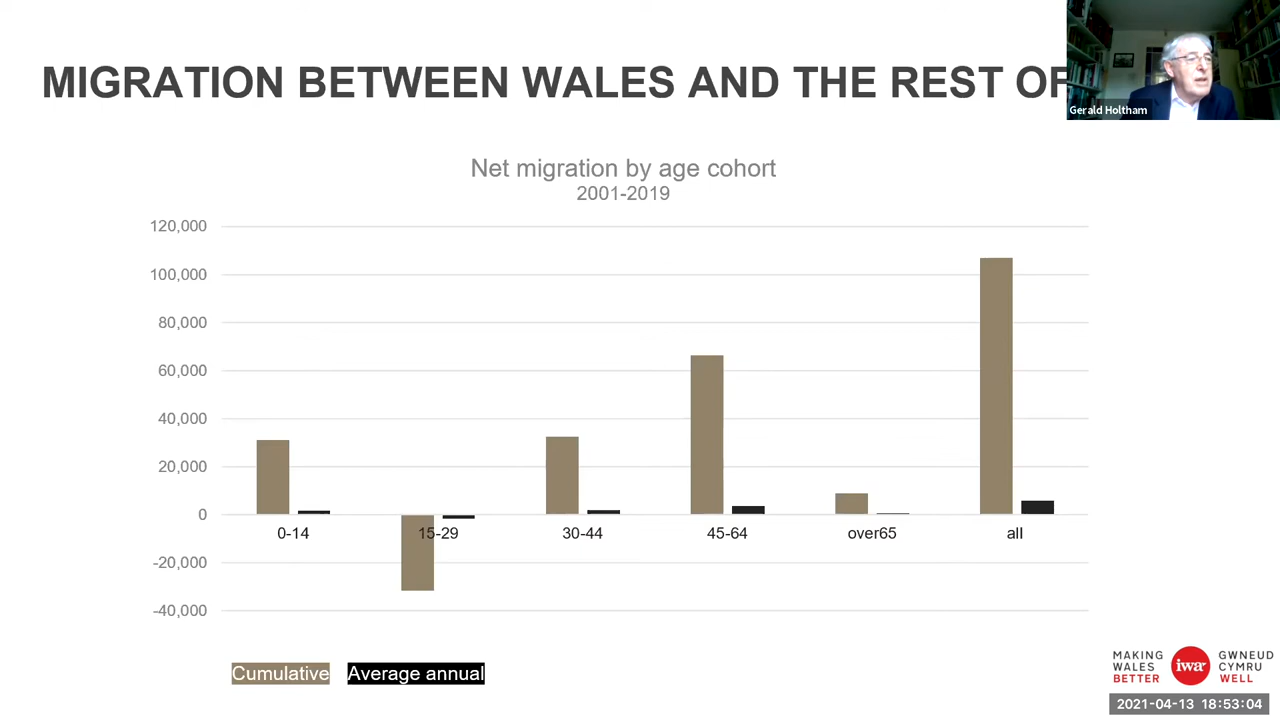 MIGRATION BETWEEN WALES AND THE REST OF
Gerald Holtham
Net migration by age cohort
2001-2019
120,000
100,000
80,000
60,000
40,000
20,000
0
-20,000
-40,000
0-14
15-29
30-44
45-64
over65
all
Cumulative
Average annual
MAKING
WALES
BETTER
iwa
GWNEUD
CYMRU
WELL
2021-04-13 18:53:04